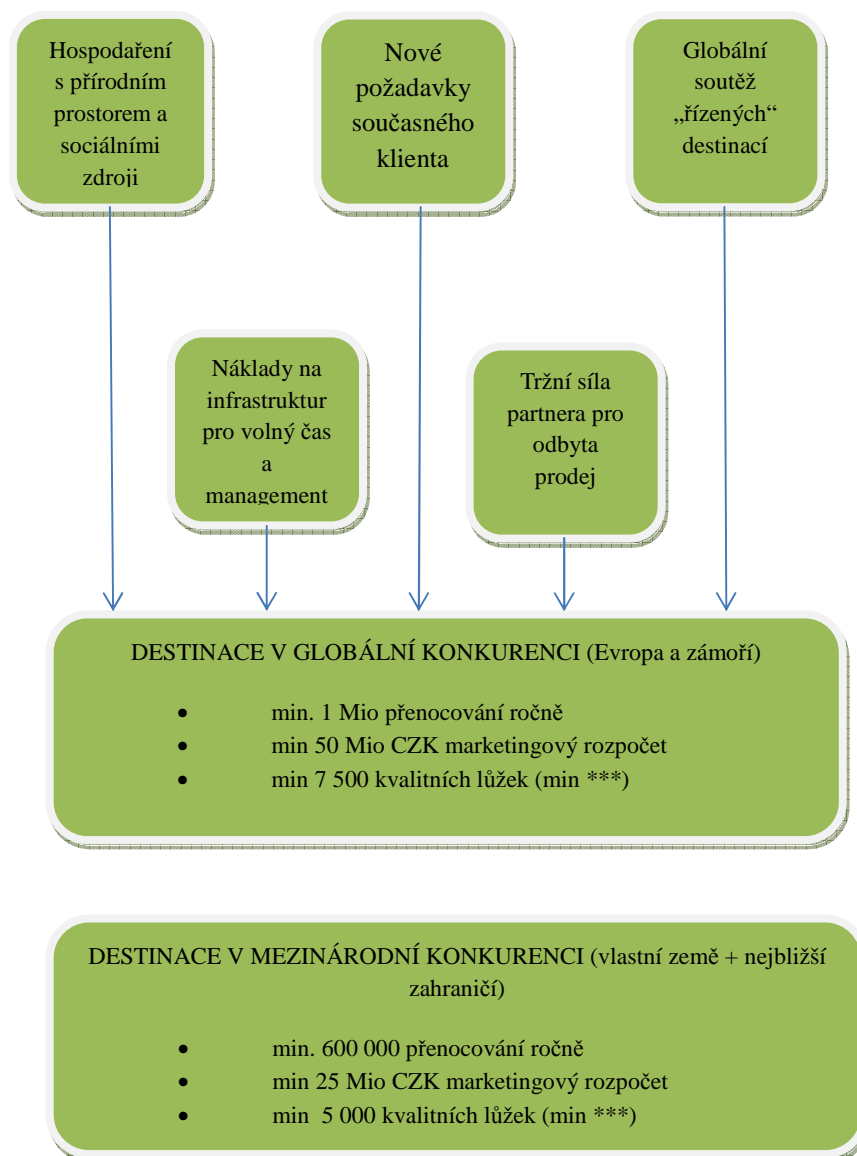 Hospodaření
s přírodním
prostorem a
sociálními
zdroji
Nové
požadavky
současného
klienta
Globální
soutěž
„řízených“
destinací
Náklady na
infrastruktur
pro volný čas
a
management
Tržní síla
partnera pro
odbyta
prodej
DESTINACE V GLOBÁLNÍ KONKURENCI (Evropa a zámoří)
• min. 1 Mio přenocování ročně
• min 50 Mio CZK marketingový rozpočet
• min 7 500 kvalitních lůžek (min ***)
DESTINACE V MEZINÁRODNÍ KONKURENCI (vlastní země + nejbližší
zahraničí)
• min. 600 000 přenocování ročně
• min 25 Mio CZK marketingový rozpočet
• min 5 000 kvalitních lůžek (min ***)